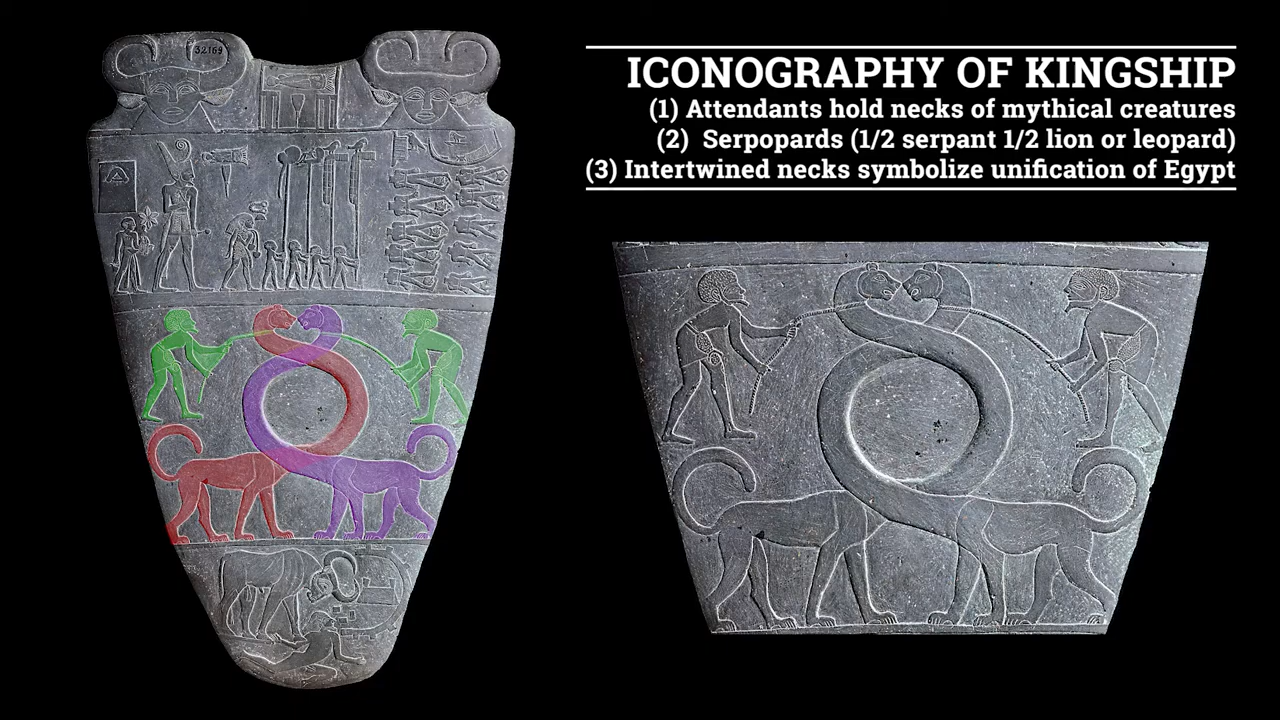 32169
ICONOGRAPHY OF KINGSHIP
(1) Attendants hold necks of mythical creatures
(2) Serpopards (1/2 serpant 1/2 lion or leopard)
(3) Intertwined necks symbolize unification of Egypt